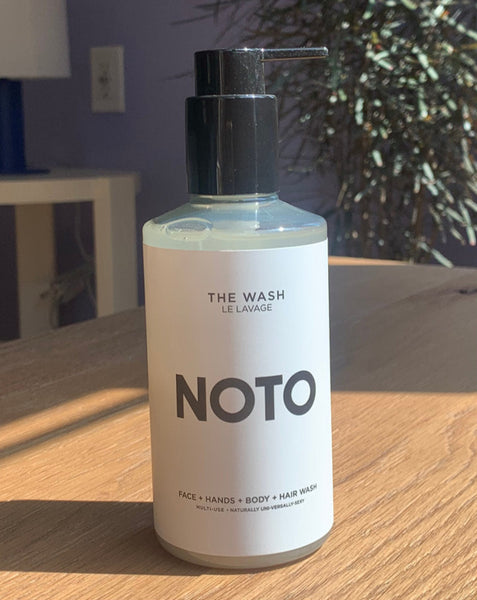 THE WASH
LE LAVAGE
NOTO
FACE + HANDS + BODY + HAIR WASH
MULTI-USE + NATURALLY UNI-VERSALLY SEXY